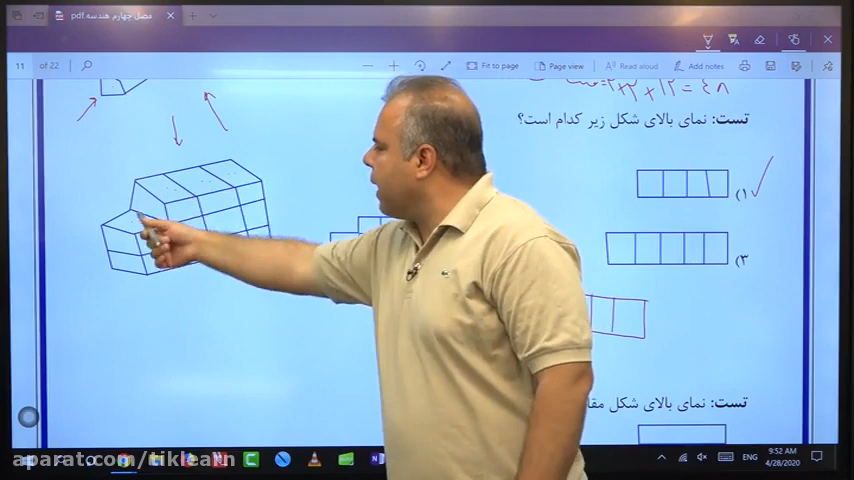 فصل چهارم هندسه.pdf
11 of 22
Fit to page
Page view
Read aloud
Add notes
تست: نمای بالای شکل زیر کدام است؟
۱)
۳)
تست: نمای بالای شکل
9:52 AM
ENG
4/28/2020
aparat.com/tiklearn